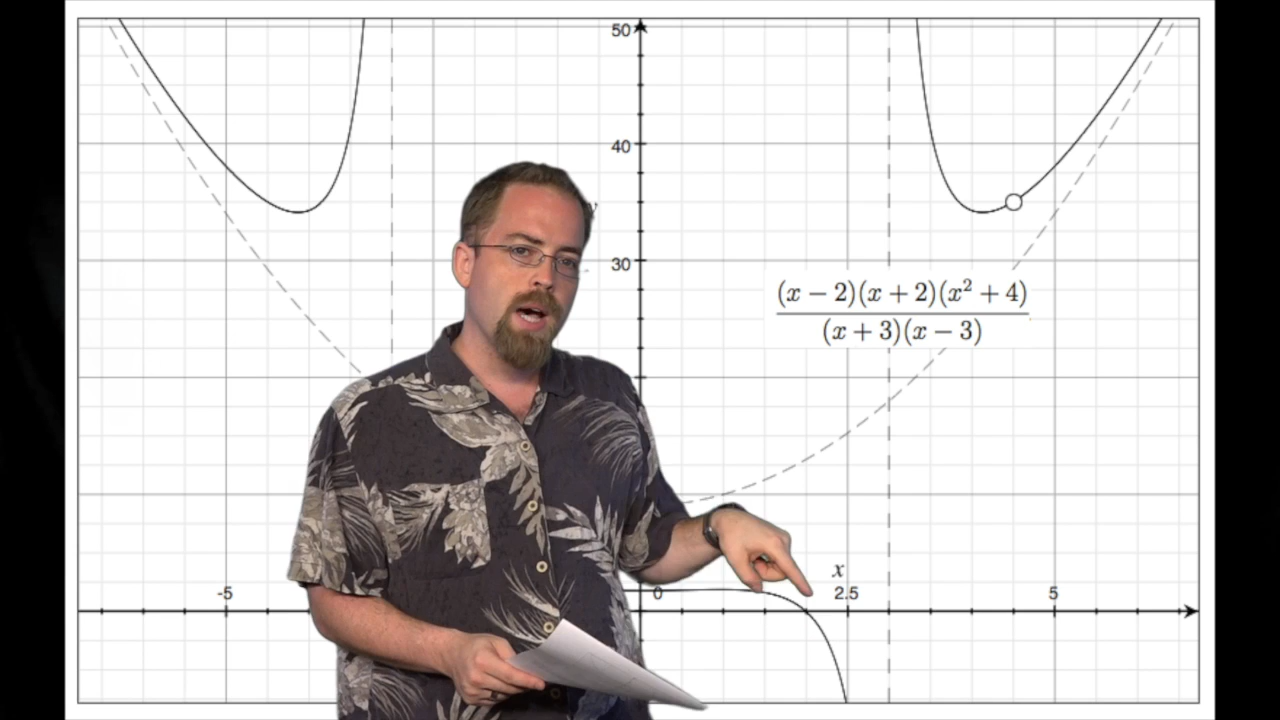 50
40
y
30
(x − 2)(x + 2)(x² + 4)
(x + 3)(x − 3)
x
-5 0 2.5 5